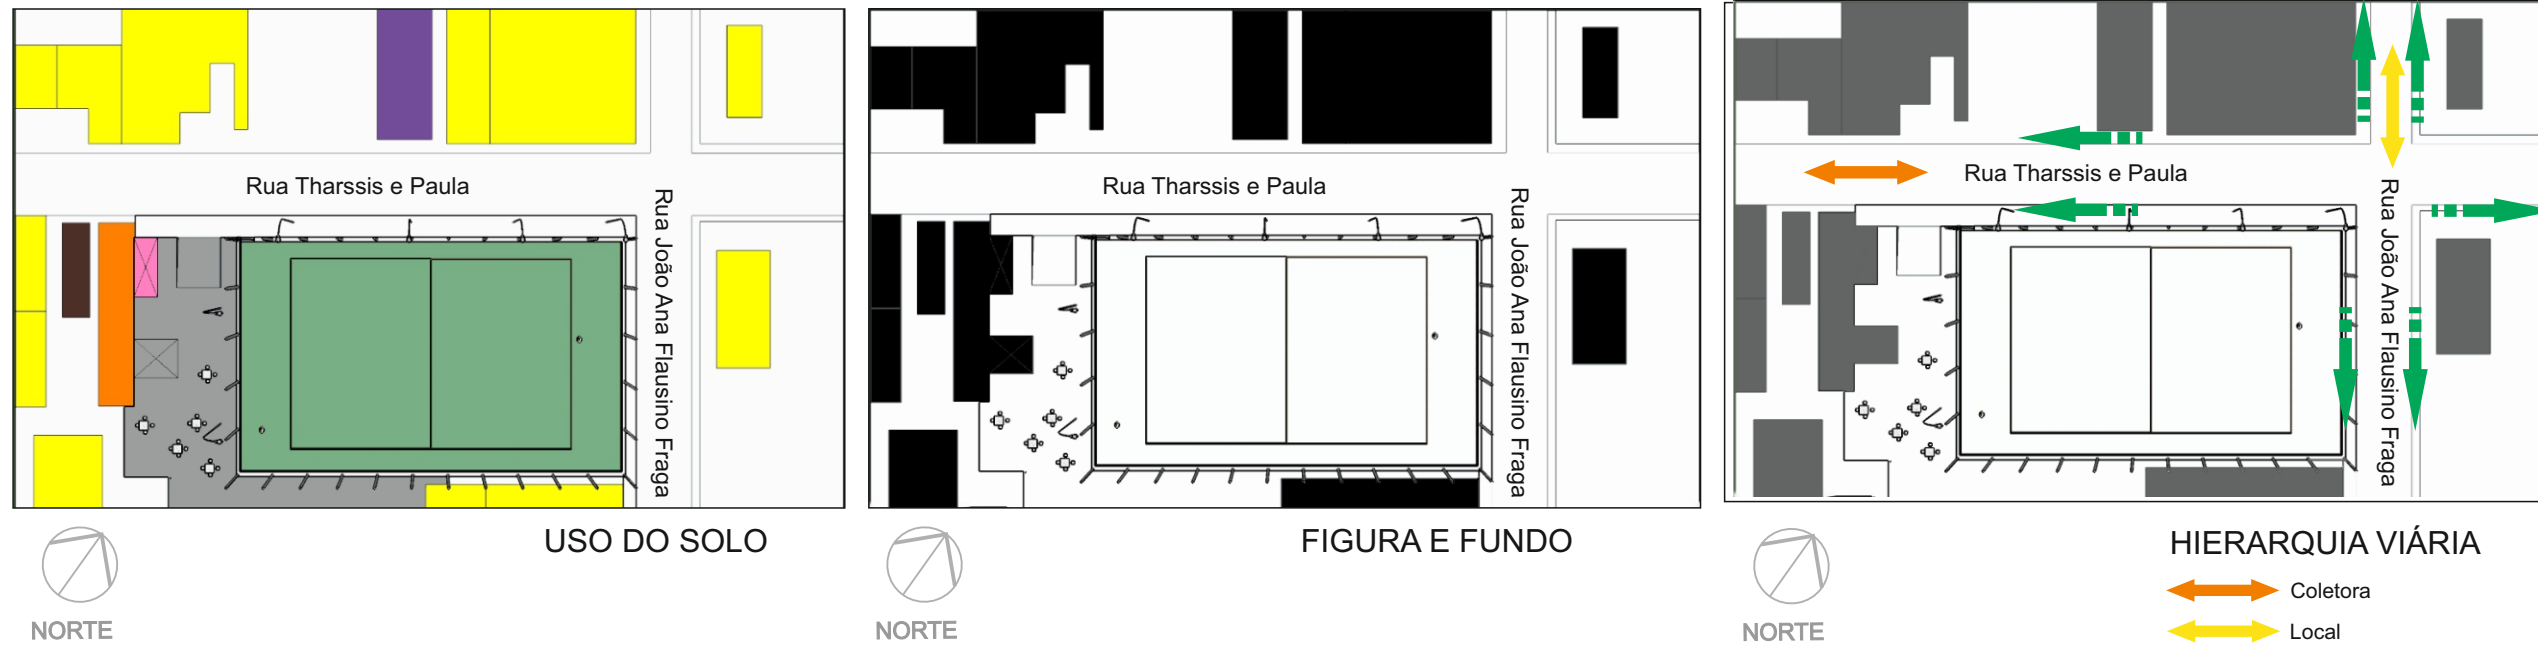 Rua Tharssis e Paula
Rua João Ana Flausino Fraga
USO DO SOLO
NORTE
Rua Tharssis e Paula
Rua João Ana Flausino Fraga
FIGURA E FUNDO
NORTE
Rua Tharssis e Paula
Rua João Ana Flausino Fraga
HIERARQUIA VIÁRIA
Coletora
Local
NORTE